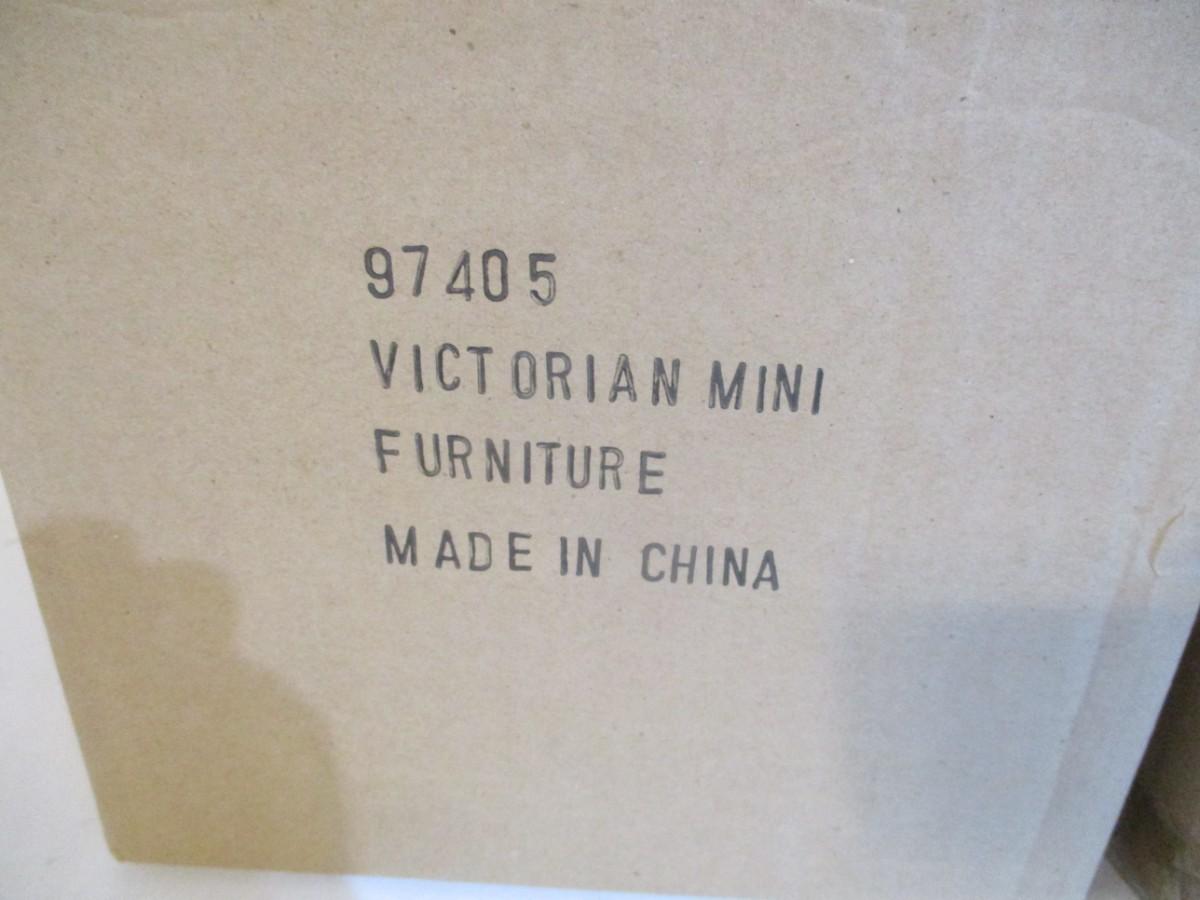 97405
VICTORIAN MINI
FURNITURE
MADE IN CHINA